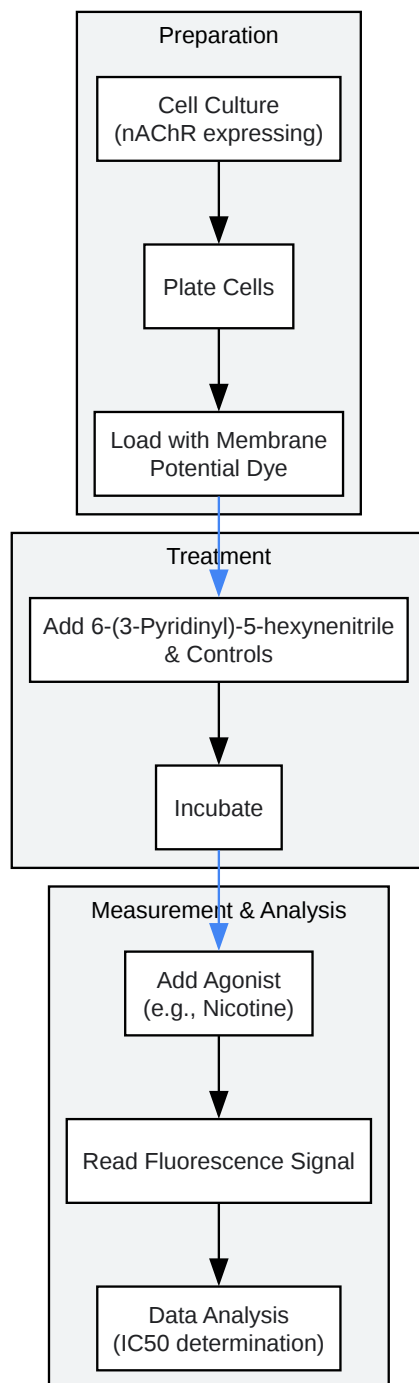 Preparation
Cell Culture
(nAChR expressing)
Plate Cells
Load with Membrane
Potential Dye
Treatment
Add 6-(3-Pyridinyl)-5-hexynenitrile
& Controls
Incubate
Measurement & Analysis
Add Agonist
(e.g., Nicotine)
Read Fluorescence Signal
Data Analysis
(IC50 determination)